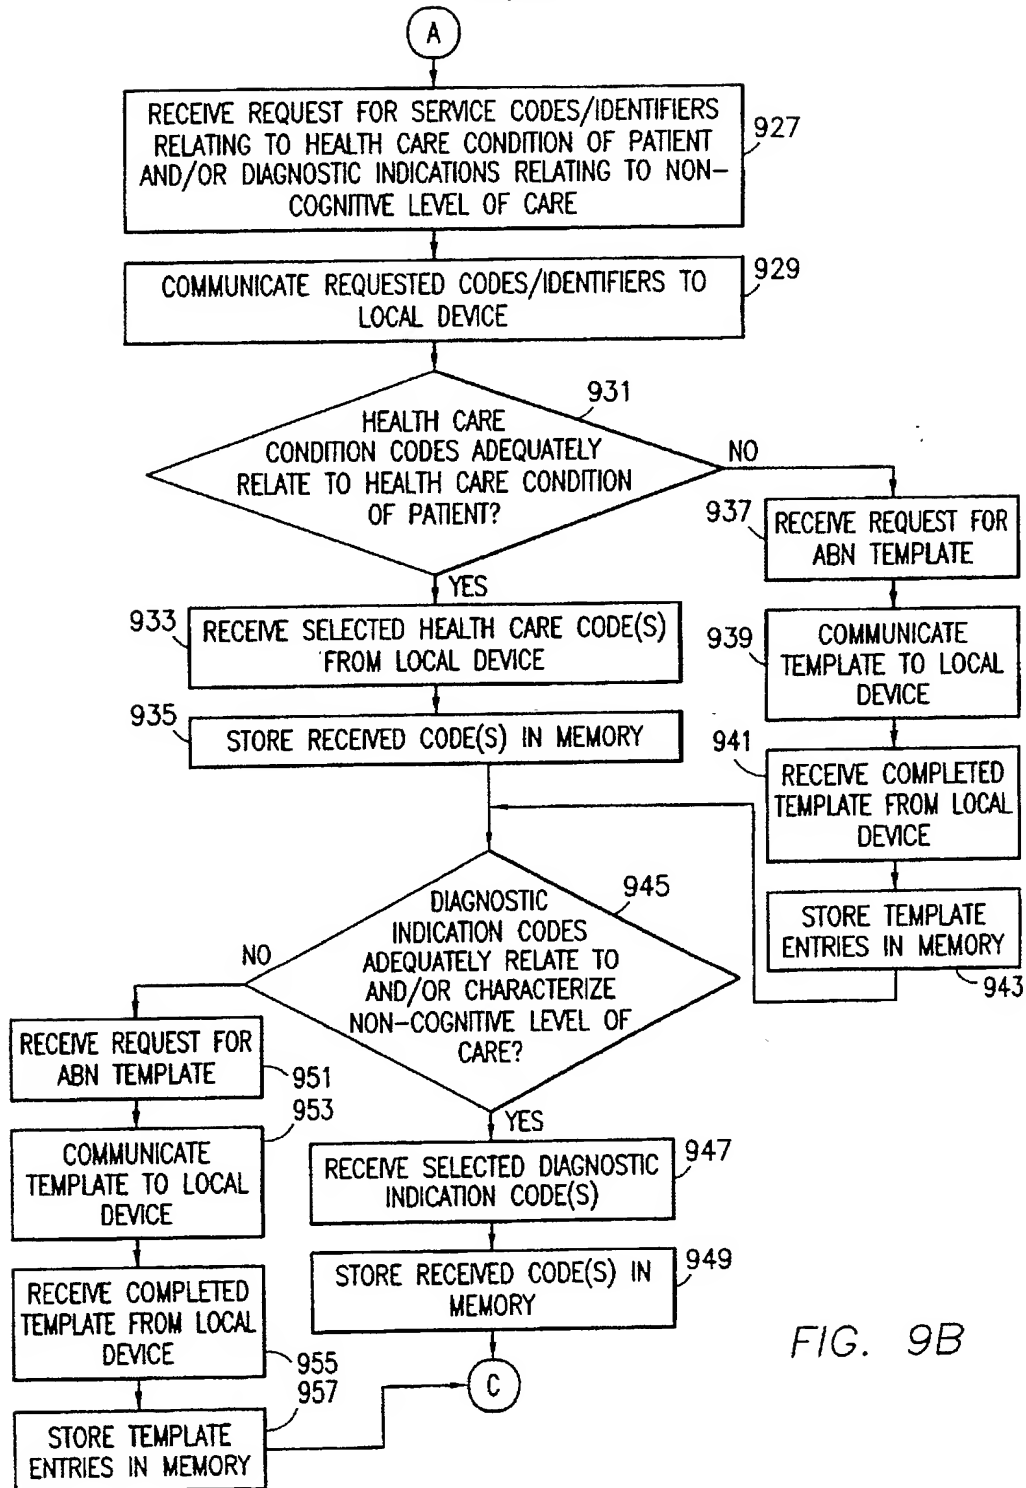 A
RECEIVE REQUEST FOR SERVICE CODES/IDENTIFIERS
RELATING TO HEALTH CARE CONDITION OF PATIENT
AND/OR DIAGNOSTIC INDICATIONS RELATING TO NON-
COGNITIVE LEVEL OF CARE
927
COMMUNICATE REQUESTED CODES/IDENTIFIERS TO
LOCAL DEVICE
929
931
HEALTH CARE
CONDITION CODES ADEQUATELY
RELATE TO HEALTH CARE CONDITION
OF PATIENT?
NO
YES
937
RECEIVE REQUEST FOR
ABN TEMPLATE
933
RECEIVE SELECTED HEALTH CARE CODE(S)
FROM LOCAL DEVICE
939
COMMUNICATE
TEMPLATE TO LOCAL
DEVICE
935
STORE RECEIVED CODE(S) IN MEMORY
941
RECEIVE COMPLETED
TEMPLATE FROM LOCAL
DEVICE
STORE TEMPLATE
ENTRIES IN MEMORY
943
945
DIAGNOSTIC
INDICATION CODES
ADEQUATELY RELATE TO
AND/OR CHARACTERIZE
NON-COGNITIVE LEVEL OF
CARE?
NO
YES
RECEIVE REQUEST FOR
ABN TEMPLATE
951
953
COMMUNICATE
TEMPLATE TO LOCAL
DEVICE
RECEIVE SELECTED DIAGNOSTIC
INDICATION CODE(S)
947
RECEIVE COMPLETED
TEMPLATE FROM LOCAL
DEVICE
955
STORE RECEIVED CODE(S) IN
MEMORY
949
957
STORE TEMPLATE
ENTRIES IN MEMORY
C
FIG. 9B